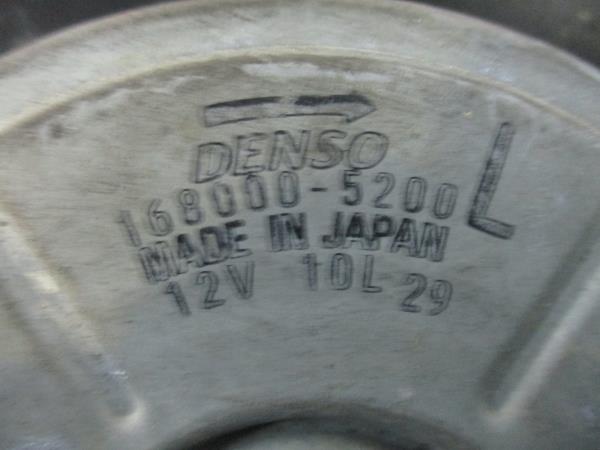 DENSO
168000-5200 L
MADE IN JAPAN
12V 10L 29